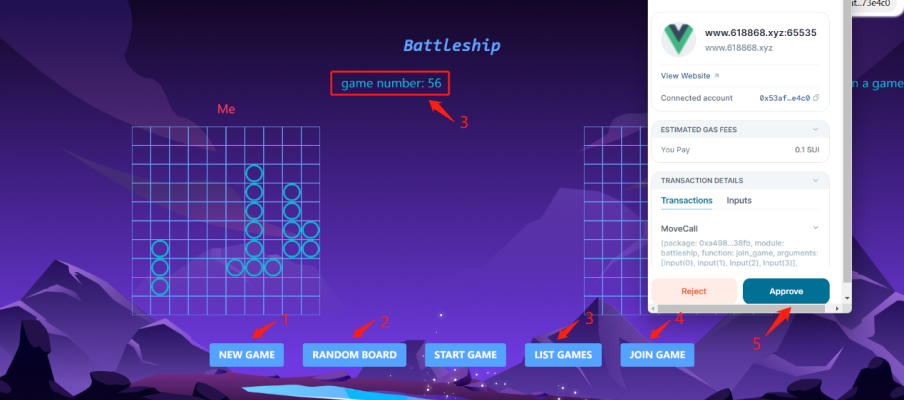 t..73e4c0
www.618868.xyz:65535
www.618868.xyz
Battleship
View Website
game number: 56
n a game
Connected account 0x53af...e4c0
3
Me
ESTIMATED GAS FEES
You Pay 0.1 SUI
TRANSACTION DETAILS
Transactions Inputs
MoveCall
(package: 0xa498...38fb, module:
battleship, function: join_game, arguments:
[Input(0), Input(1), Input(2), Input(3)].
Reject Approve
1 2 3 4 5
NEW GAME RANDOM BOARD START GAME LIST GAMES JOIN GAME